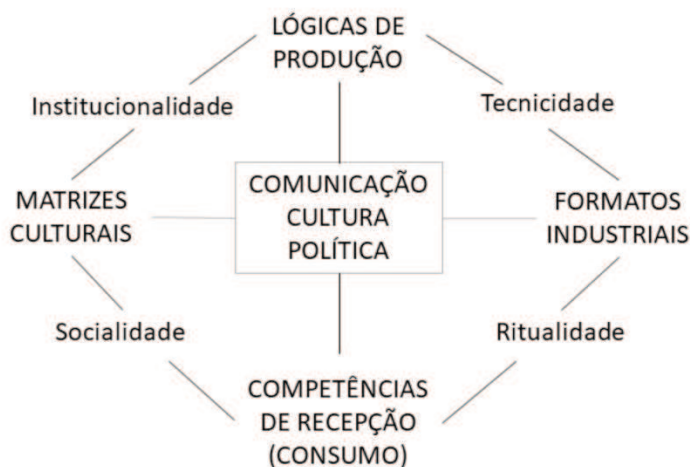 LÓGICAS DE
PRODUÇÃO
Institucionalidade
Tecnicidade
MATRIZES
CULTURAIS
COMUNICAÇÃO
CULTURA
POLÍTICA
FORMATOS
INDUSTRIAIS
Socialidade
Ritualidade
COMPETÊNCIAS
DE RECEPÇÃO
(CONSUMO)